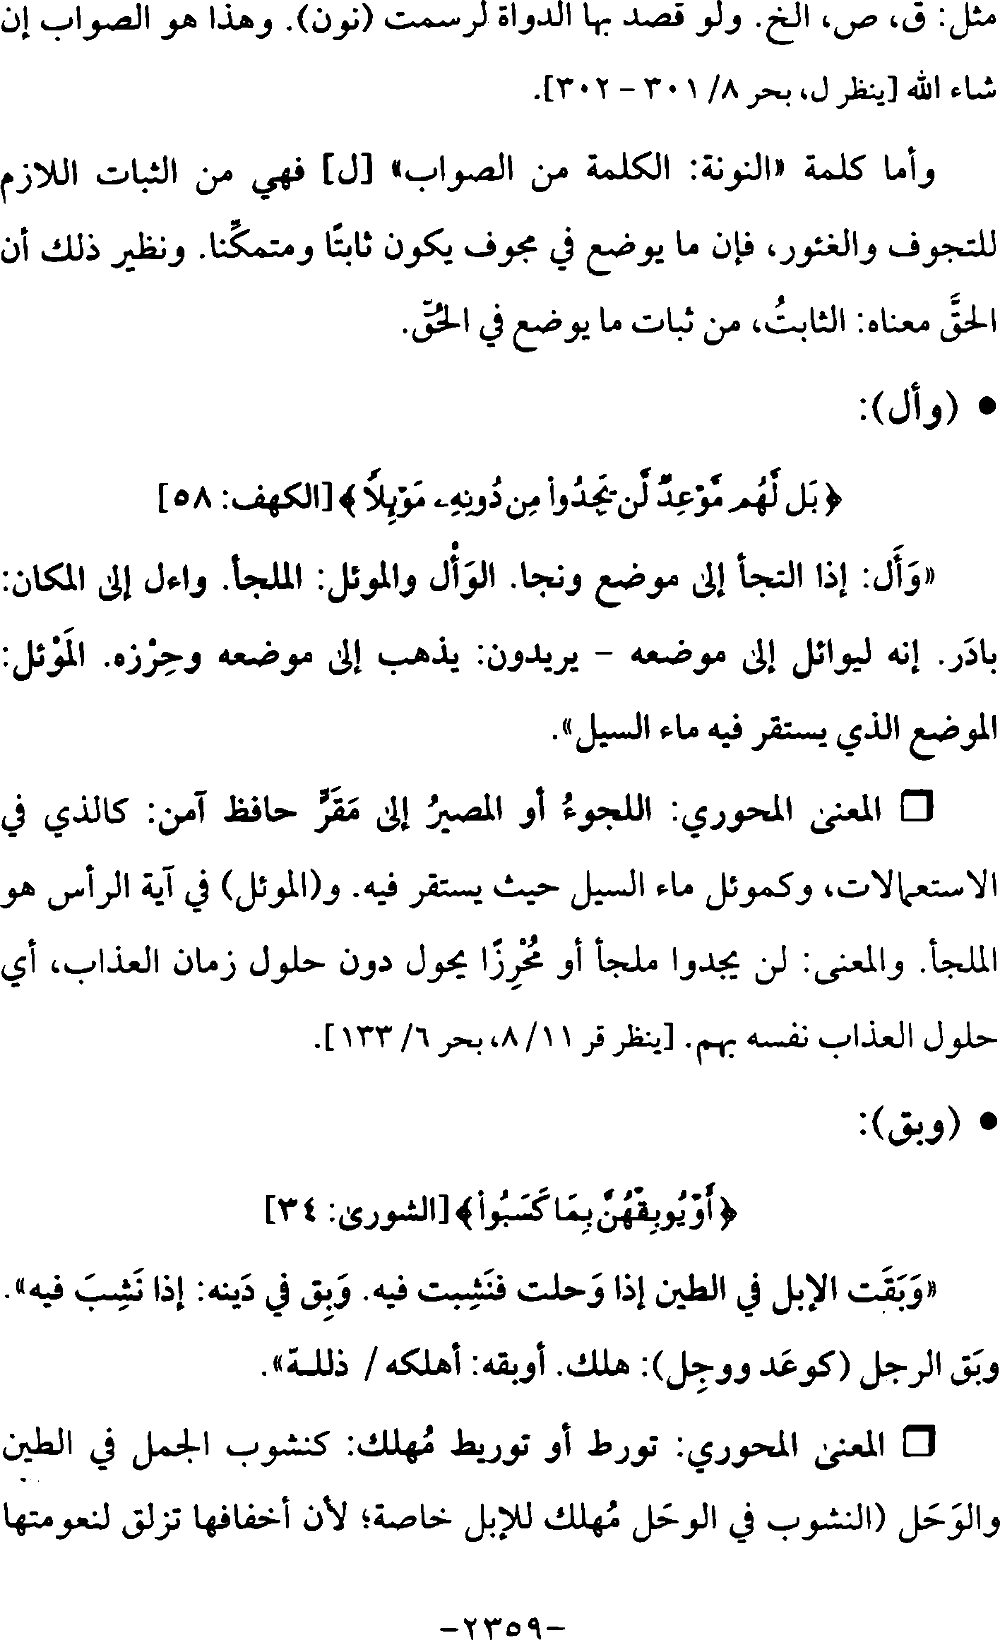 مثل: ق، ص، الخ. ولو قصد بها الدواة لرسمت (نون). وهذا هو الصواب إن
شاء الله [ينظر ل، بحر ٨/ ٣٠١ – ٣٠٢].
وأما كلمة «النونة: الكلمة من الصواب» [ل] فهي من الثبات اللازم
للتجوف والغئور، فإن ما يوضع في مجوف يكون ثابتًا ومتمكِّنا. ونظير ذلك أن
الحقَّ معناه: الثابتُ، من ثبات ما يوضع في الحُقّ.
• (وأل):
﴿بَل لَّهُم مَّوْعِدٌ لَّن يَجِدُوا۟ مِن دُونِهِۦ مَوْئِلًا﴾ [الكهف: ٥٨]
«وَأَل: إذا التجأ إلى موضع ونجا. الوَأْل والموئل: الملجأ. واءل إلى المكان:
بادَر. إنه ليوائل إلى موضعه – يريدون: يذهب إلى موضعه وحِرْزه. المَوْئل:
الموضع الذي يستقر فيه ماء السيل».
□ المعنى المحوري: اللجوءُ أو المصيرُ إلى مَقَرٍّ حافظ آمن: كالذي في
الاستعمالات، وكموئل ماء السيل حيث يستقر فيه. و(الموئل) في آية الرأس هو
الملجأ. والمعنى: لن يجدوا ملجأ أو مُحْرِزًا يحول دون حلول زمان العذاب، أي
حلول العذاب نفسه بهم. [ينظر قر ١١/ ٨، بحر ٦/ ١٣٣].
• (وبق):
﴿أَوْ يُوبِقْهُنَّ بِمَا كَسَبُوا۟﴾ [الشورى: ٣٤]
«وَبَقَت الإبل في الطين إذا وَحلت فنَشِبت فيه. وَبِق في دَينه: إذا نَشِبَ فيه».
وبَق الرجل (كوعَد ووجِل): هلك. أوبقه: أهلكه / ذللـه».
□ المعنى المحوري: تورط أو توريط مُهلك: كنشوب الجمل في الطين
والوَحَل (النشوب في الوحَل مُهلك للإبل خاصة؛ لأن أخفافها تزلق لنعومتها
–٢٣٥٩–